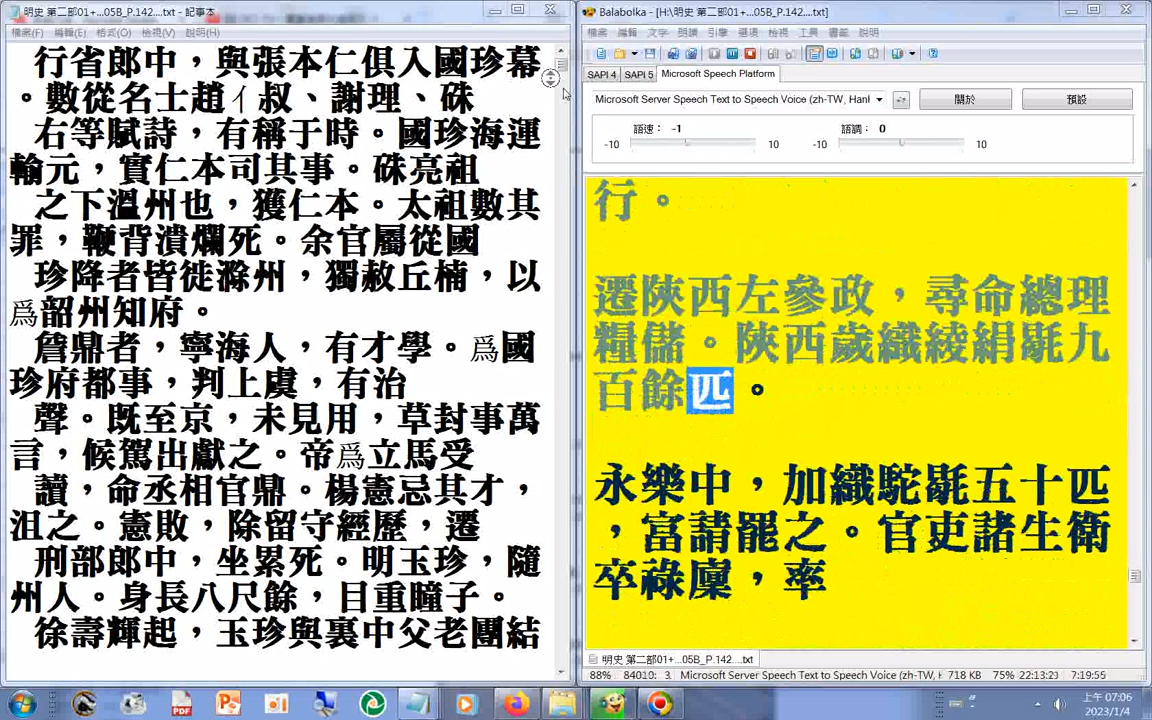 明史 第二部01+...05B_P.142....txt - 記事本
檔案(F) 編輯(E) 格式(O) 檢視(V) 說明(H)
行省郎中，與張本仁俱入國珍幕
。數從名士趙亻叔、謝理、硃
右等賦詩，有稱于時。國珍海運
輸元，實仁本司其事。硃亮祖
之下溫州也，獲仁本。太祖數其
罪，鞭背潰爛死。余官屬從國
珍降者皆徙滁州，獨赦丘楠，以
爲韶州知府。
詹鼎者，寧海人，有才學。爲國
珍府都事，判上虞，有治
聲。既至京，未見用，草封事萬
言，候駕出獻之。帝爲立馬受
讀，命丞相官鼎。楊憲忌其才，
沮之。憲敗，除留守經歷，遷
刑部郎中，坐累死。明玉珍，隨
州人。身長八尺餘，目重瞳子。
徐壽輝起，玉珍與裏中父老團結
Balabolka - [H:\明史 第二部01+...05B_P.142....txt]
檔案 編輯 文字 朗讀 引擎 選項 檢視 工具 書籤 說明
SAPI 4 SAPI 5 Microsoft Speech Platform
Microsoft Server Speech Text to Speech Voice (zh-TW, Hanl 關於 預設
語速： -1 語調： 0
-10 10 -10 10
行。
遷陝西左參政，尋命總理
糧儲。陝西歲織綾絹毼九
百餘匹。
永樂中，加織駝毼五十匹
，富請罷之。官吏諸生衛
卒祿廩，率
明史 第二部01+...05B_P.142....txt
88% 84010: 3 Microsoft Server Speech Text to Speech Voice (zh-TW, H 718 KB 75% 22:13:23 7:19:55
上午 07:06
2023/1/4